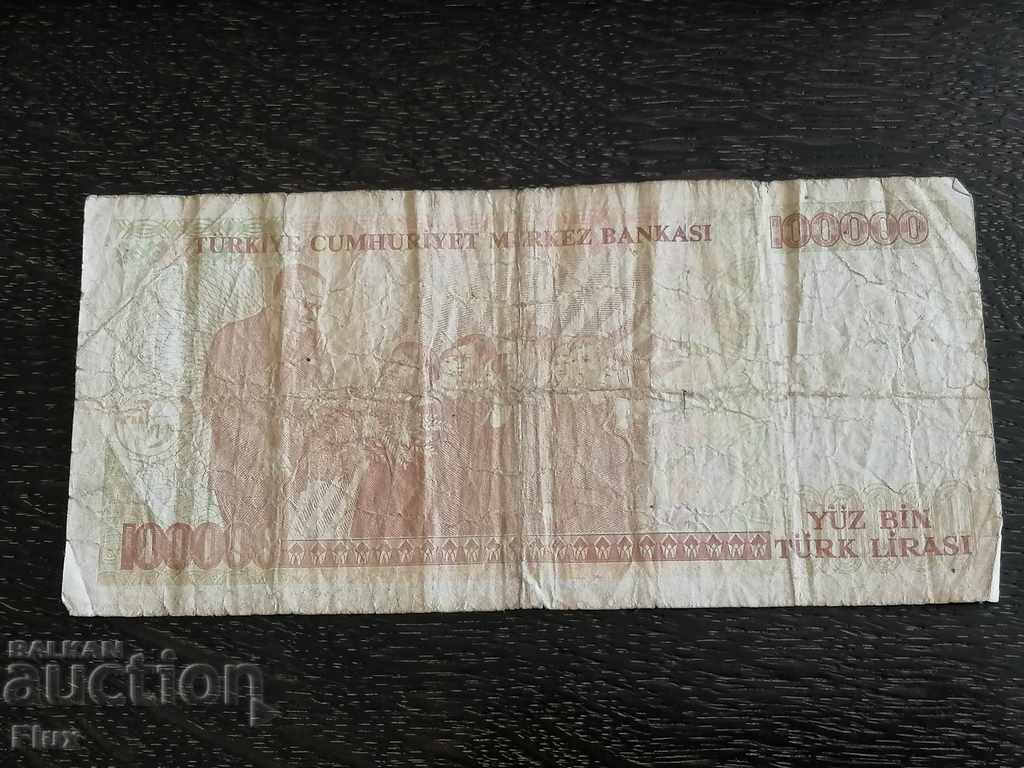 TÜRKİYE CUMHURİYET MERKEZ BANKASI
100000
100000
YÜZ BİN
TÜRK LİRASI
BALKAN
auction
Flux